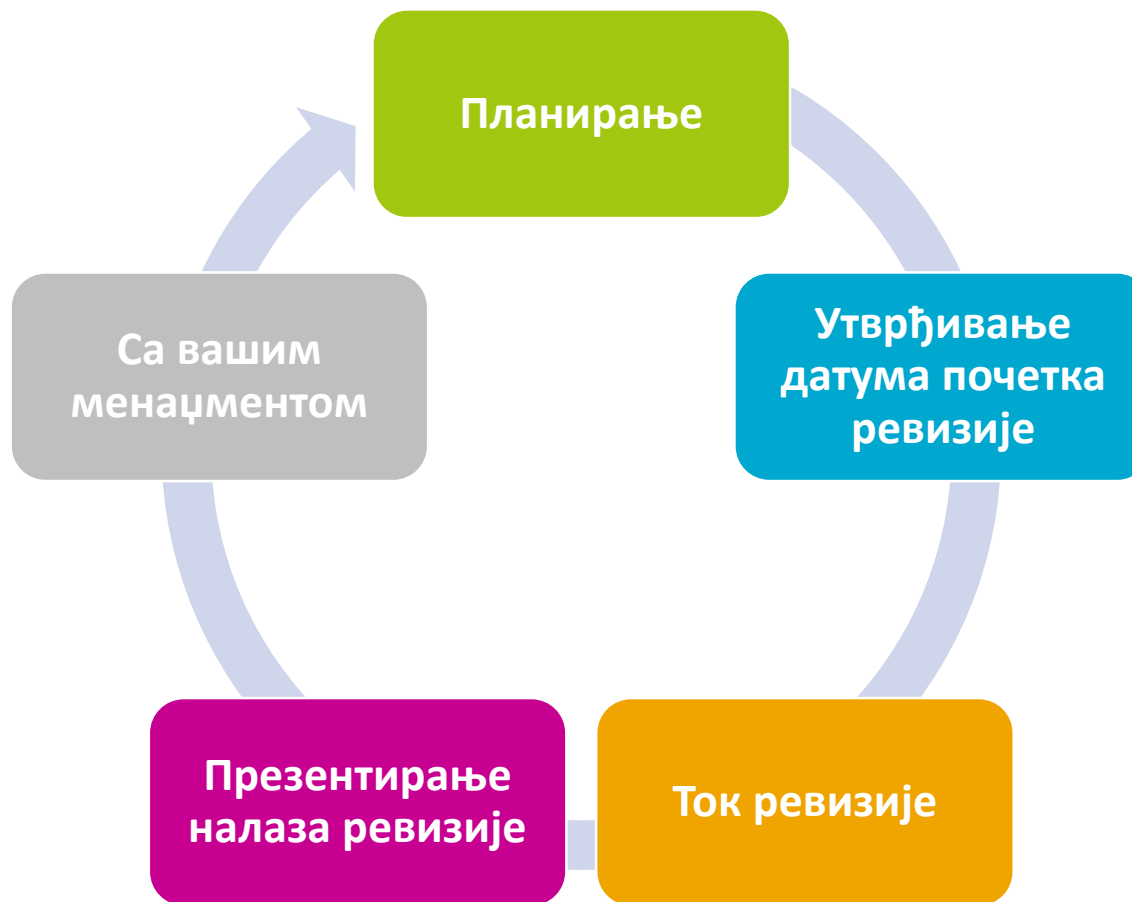 Планирање
Утврђивање
датума почетка
ревизије
Ток ревизије
Презентирање
налаза ревизије
Са вашим
менаџментом